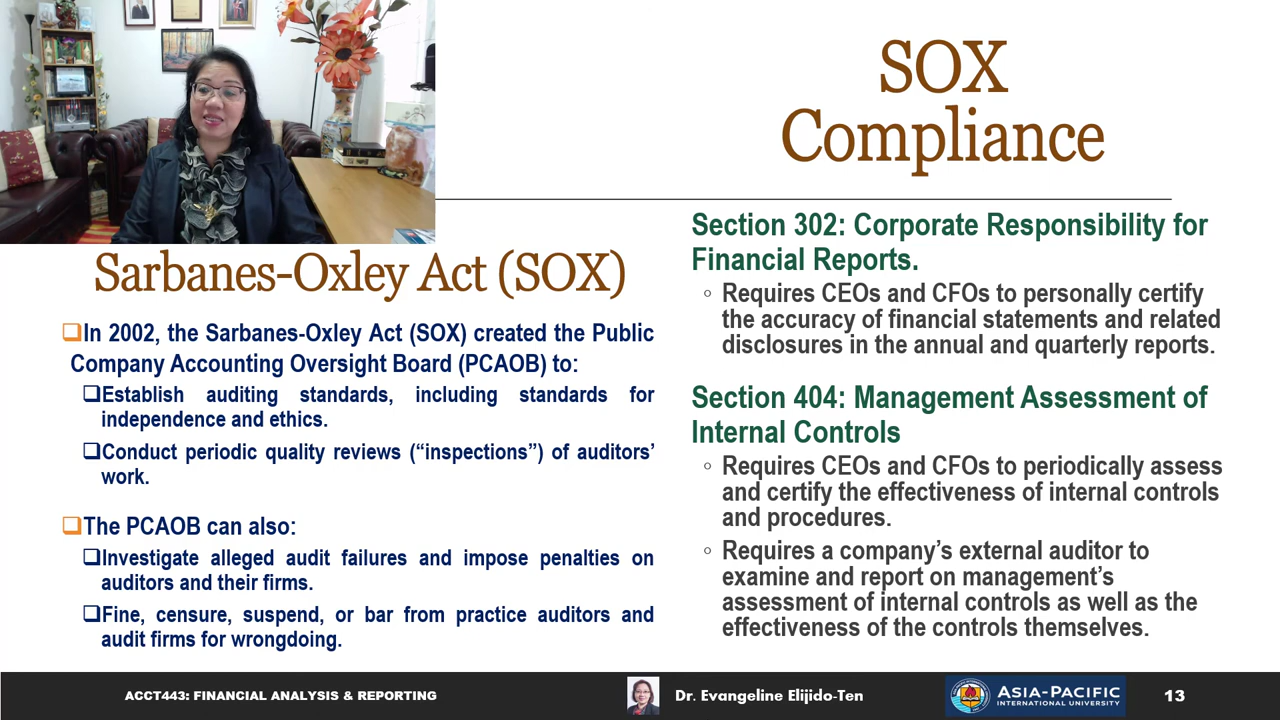 SOX
Compliance
Sarbanes-Oxley Act (SOX)
❑In 2002, the Sarbanes-Oxley Act (SOX) created the Public
Company Accounting Oversight Board (PCAOB) to:
❑Establish auditing standards, including standards for
independence and ethics.
❑Conduct periodic quality reviews (“inspections”) of auditors’
work.
❑The PCAOB can also:
❑Investigate alleged audit failures and impose penalties on
auditors and their firms.
❑Fine, censure, suspend, or bar from practice auditors and
audit firms for wrongdoing.
Section 302: Corporate Responsibility for
Financial Reports.
◦ Requires CEOs and CFOs to personally certify
the accuracy of financial statements and related
disclosures in the annual and quarterly reports.
Section 404: Management Assessment of
Internal Controls
◦ Requires CEOs and CFOs to periodically assess
and certify the effectiveness of internal controls
and procedures.
◦ Requires a company’s external auditor to
examine and report on management’s
assessment of internal controls as well as the
effectiveness of the controls themselves.
ACCT443: FINANCIAL ANALYSIS & REPORTING
Dr. Evangeline Elijido-Ten
ASIA-PACIFIC
INTERNATIONAL UNIVERSITY
13